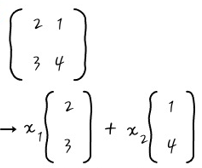 2 1
3 4
→ x₁ (2 3) + x₂ (1 4)